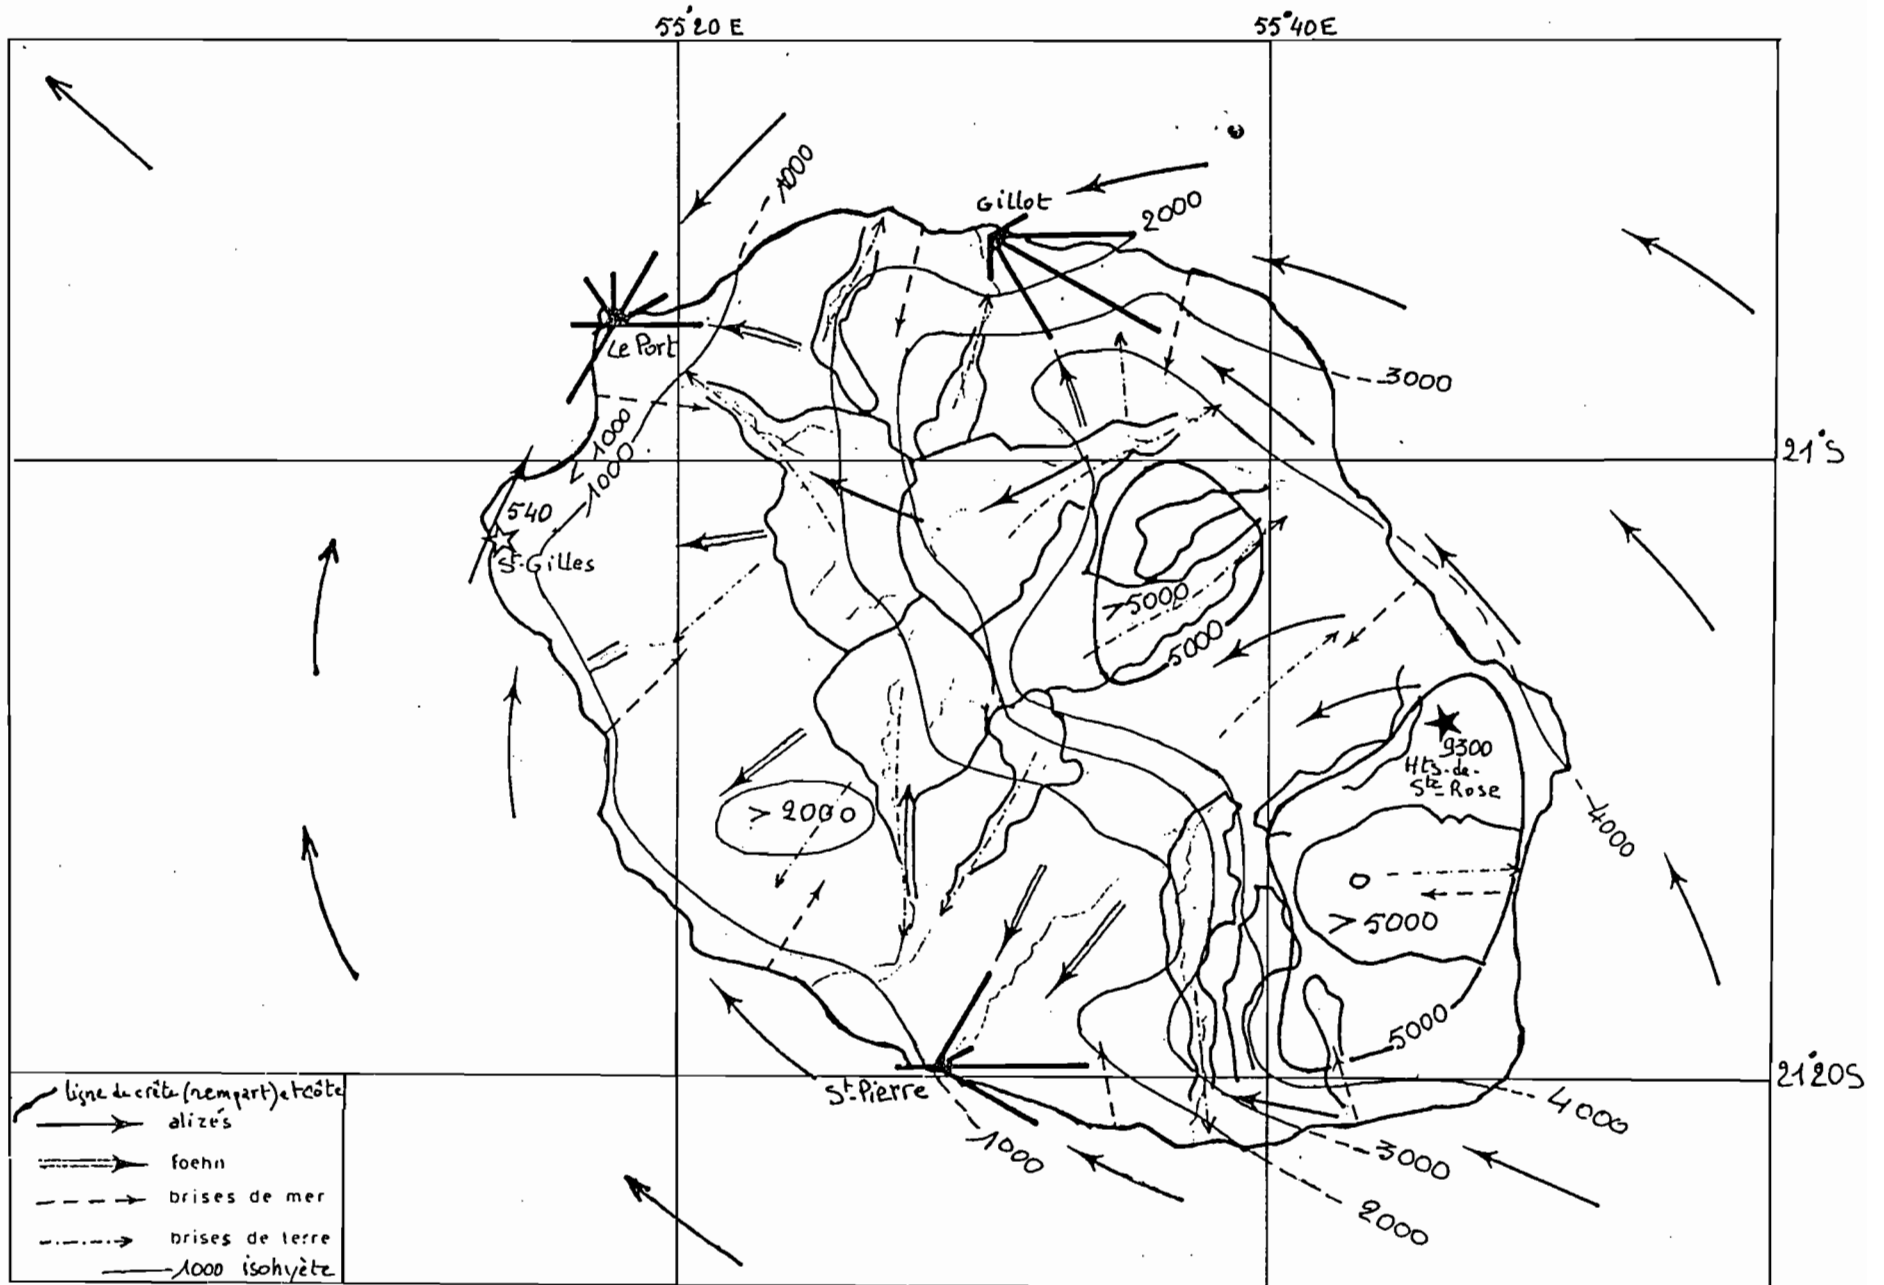 55°20 E
55°40 E
1000
Gillot
2000
Le Port
3000
1000
1000
21°S
540
St-Gilles
> 5000
5000
9300
Hts-de-
Ste-Rose
> 2000
4000
> 5000
5000
21°20S
St-Pierre
1000
4000
3000
2000
ligne de crête (rempart) et côte
alizés
foehn
brises de mer
brises de terre
1000 isohyète